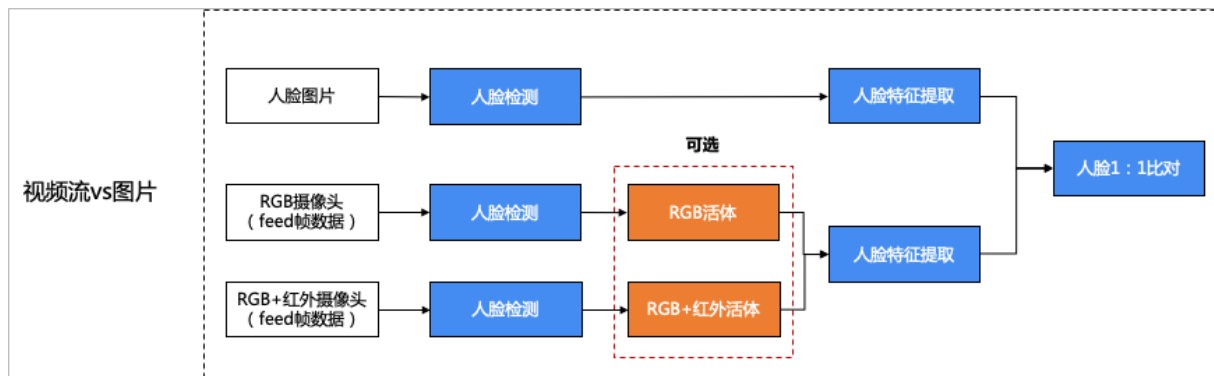 人脸图片
人脸检测
人脸特征提取
可选
人脸1：1比对
视频流vs图片
RGB摄像头
（feed帧数据）
人脸检测
RGB活体
人脸特征提取
RGB+红外摄像头
（feed帧数据）
人脸检测
RGB+红外活体